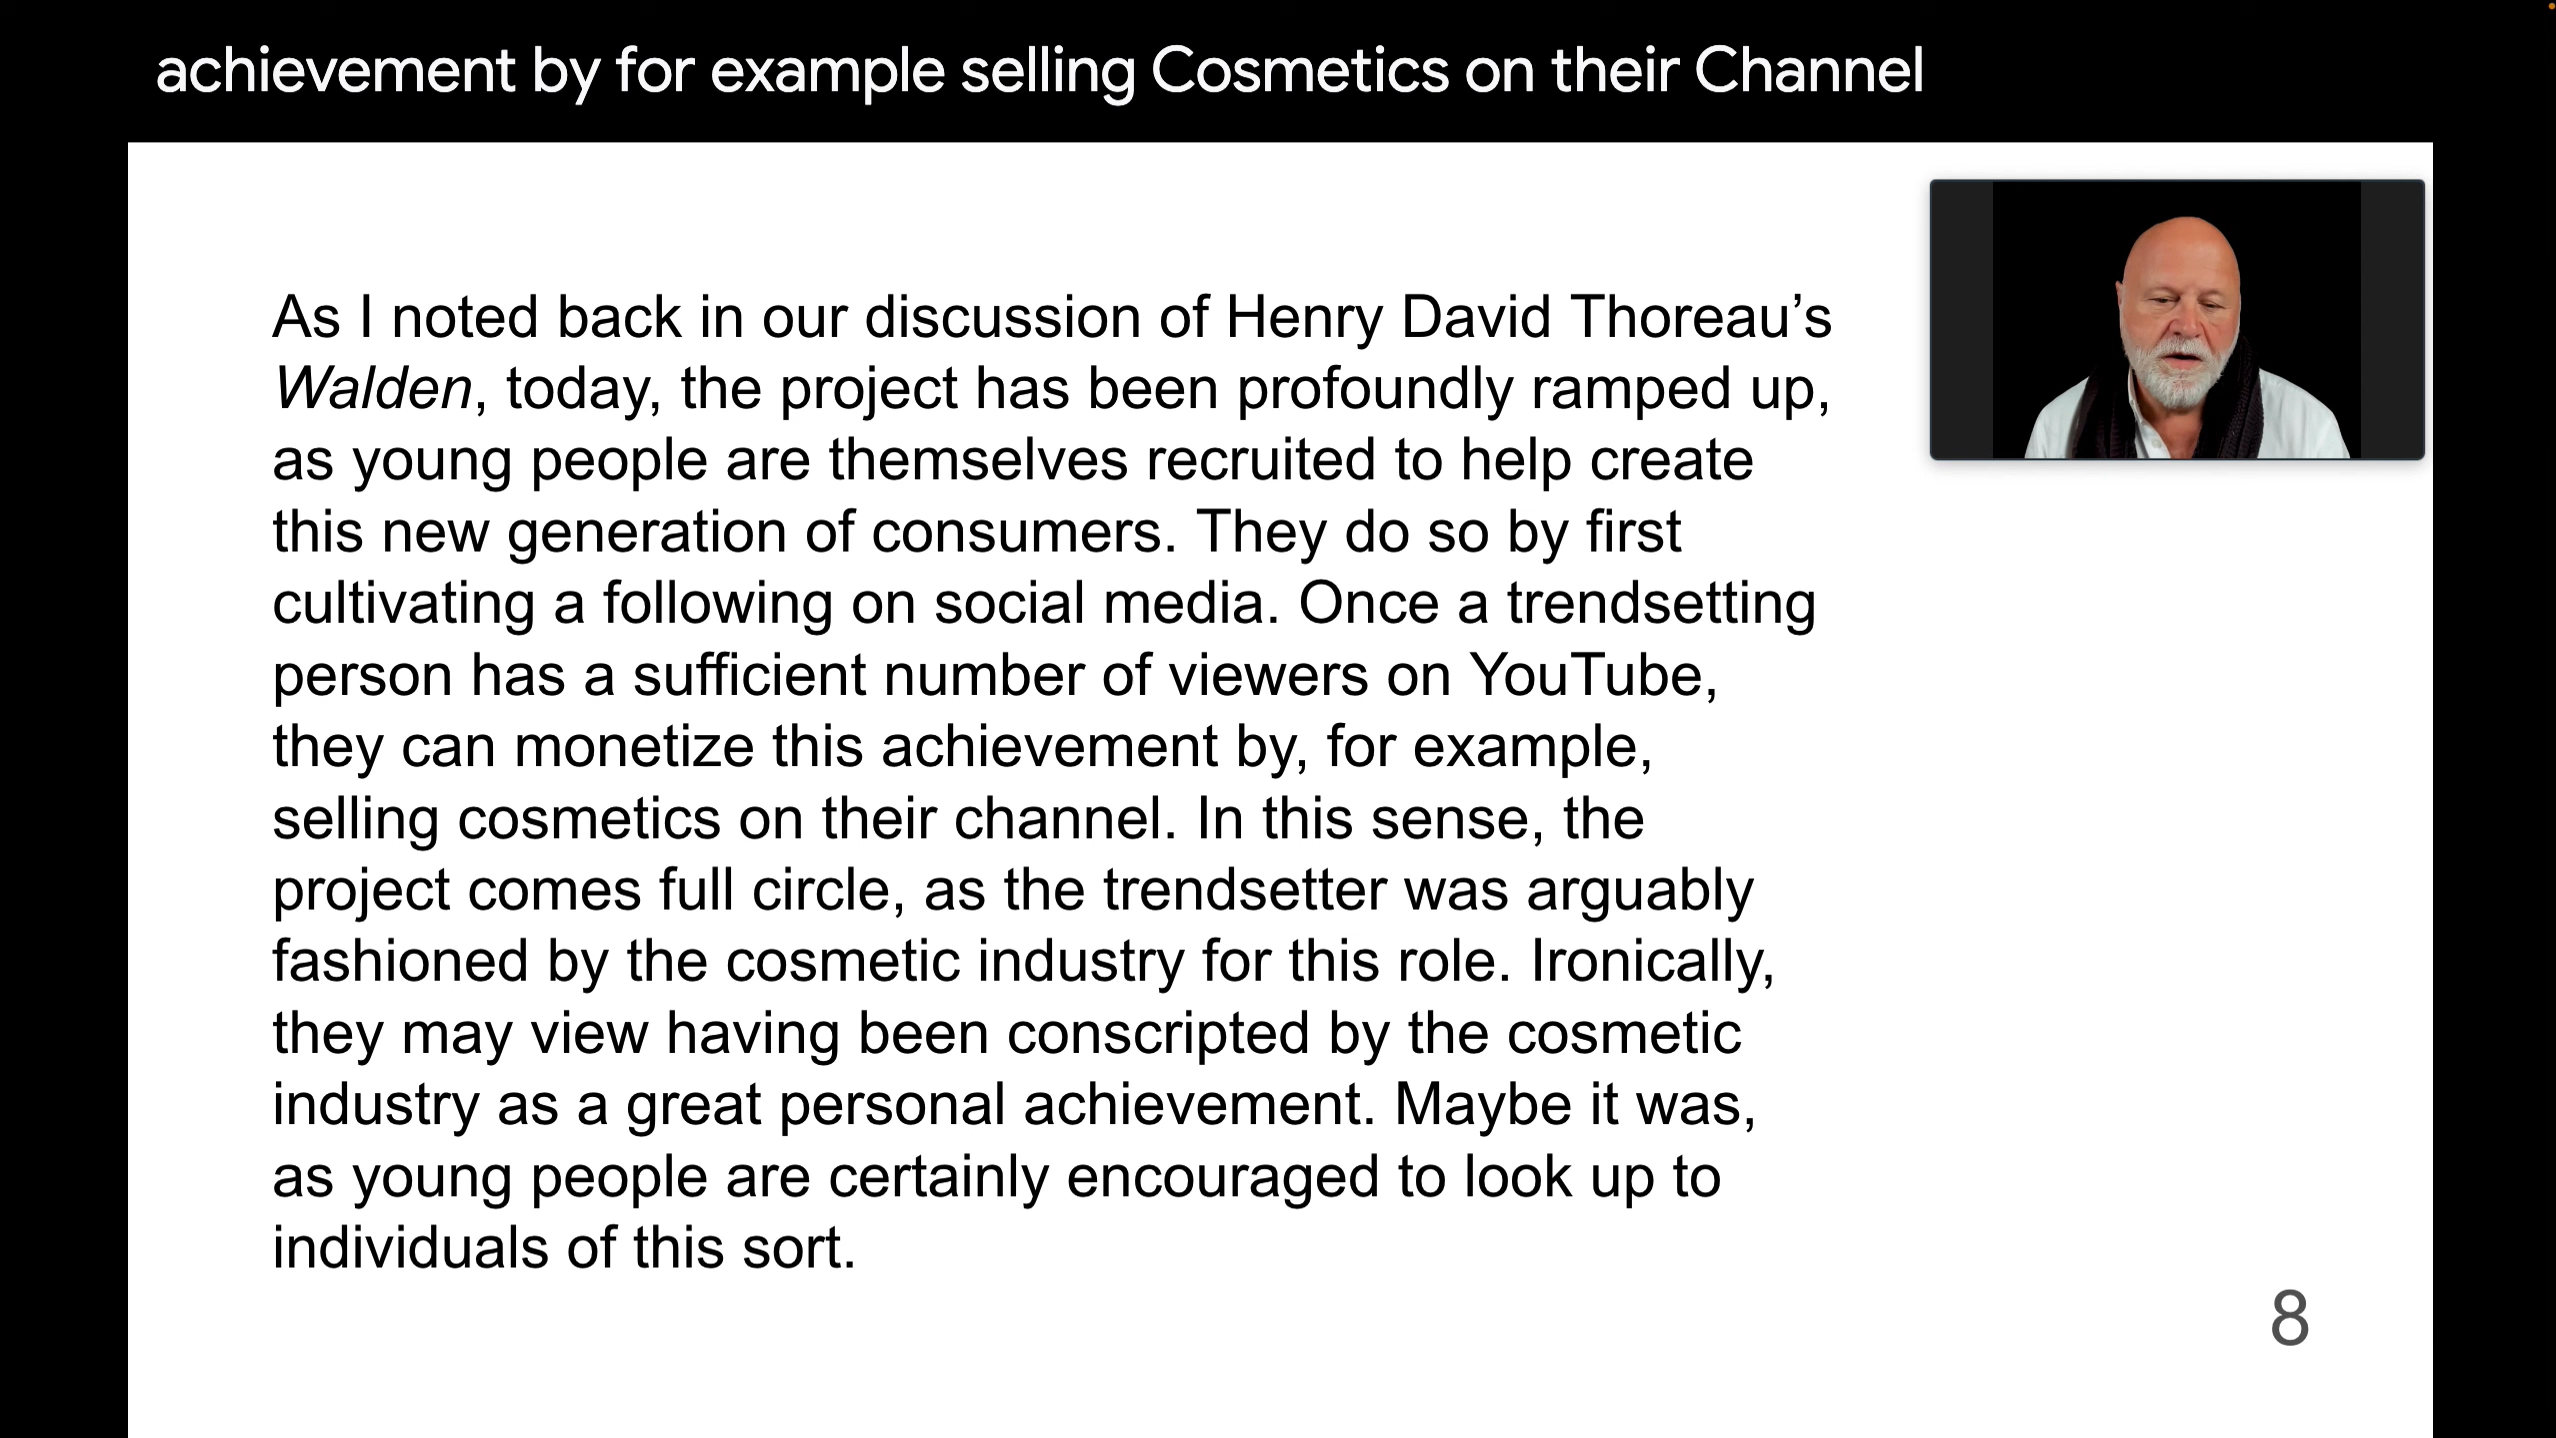 achievement by for example selling Cosmetics on their Channel
As I noted back in our discussion of Henry David Thoreau’s
Walden, today, the project has been profoundly ramped up,
as young people are themselves recruited to help create
this new generation of consumers. They do so by first
cultivating a following on social media. Once a trendsetting
person has a sufficient number of viewers on YouTube,
they can monetize this achievement by, for example,
selling cosmetics on their channel. In this sense, the
project comes full circle, as the trendsetter was arguably
fashioned by the cosmetic industry for this role. Ironically,
they may view having been conscripted by the cosmetic
industry as a great personal achievement. Maybe it was,
as young people are certainly encouraged to look up to
individuals of this sort.
8